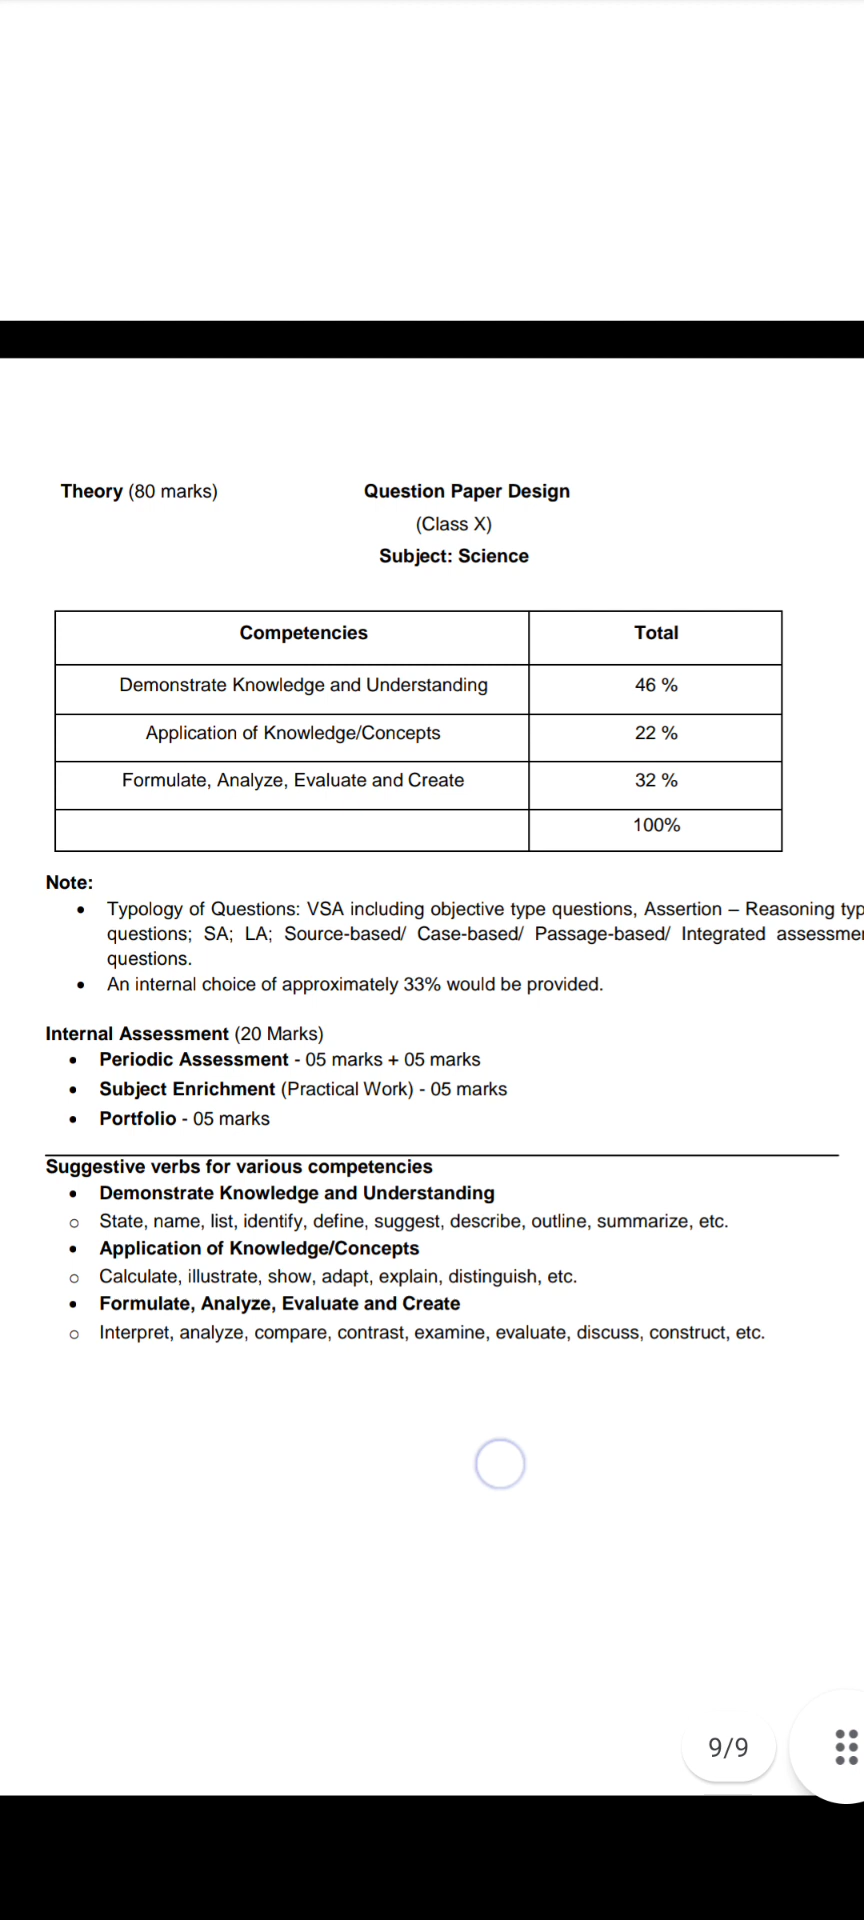 Theory (80 marks) Question Paper Design
(Class X)
Subject: Science
Competencies Total
Demonstrate Knowledge and Understanding 46 %
Application of Knowledge/Concepts 22 %
Formulate, Analyze, Evaluate and Create 32 %
100%
Note:
• Typology of Questions: VSA including objective type questions, Assertion – Reasoning typ
questions; SA; LA; Source-based/ Case-based/ Passage-based/ Integrated assessme
questions.
• An internal choice of approximately 33% would be provided.
Internal Assessment (20 Marks)
• Periodic Assessment - 05 marks + 05 marks
• Subject Enrichment (Practical Work) - 05 marks
• Portfolio - 05 marks
Suggestive verbs for various competencies
• Demonstrate Knowledge and Understanding
o State, name, list, identify, define, suggest, describe, outline, summarize, etc.
• Application of Knowledge/Concepts
o Calculate, illustrate, show, adapt, explain, distinguish, etc.
• Formulate, Analyze, Evaluate and Create
o Interpret, analyze, compare, contrast, examine, evaluate, discuss, construct, etc.
9/9